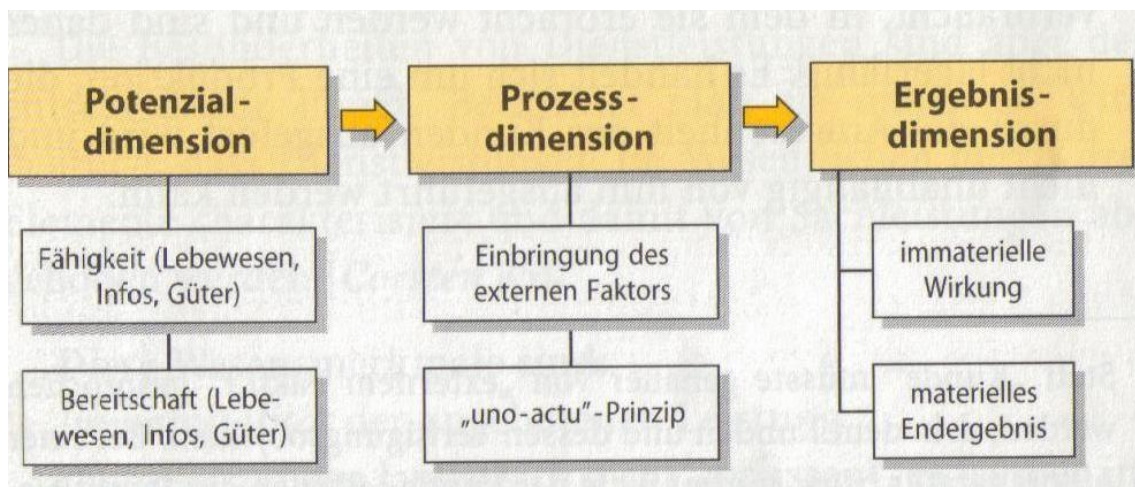 Potenzial-
dimension
Fähigkeit (Lebewesen,
Infos, Güter)
Bereitschaft (Lebe-
wesen, Infos, Güter)
Prozess-
dimension
Einbringung des
externen Faktors
„uno-actu"-Prinzip
Ergebnis-
dimension
immaterielle
Wirkung
materielles
Endergebnis